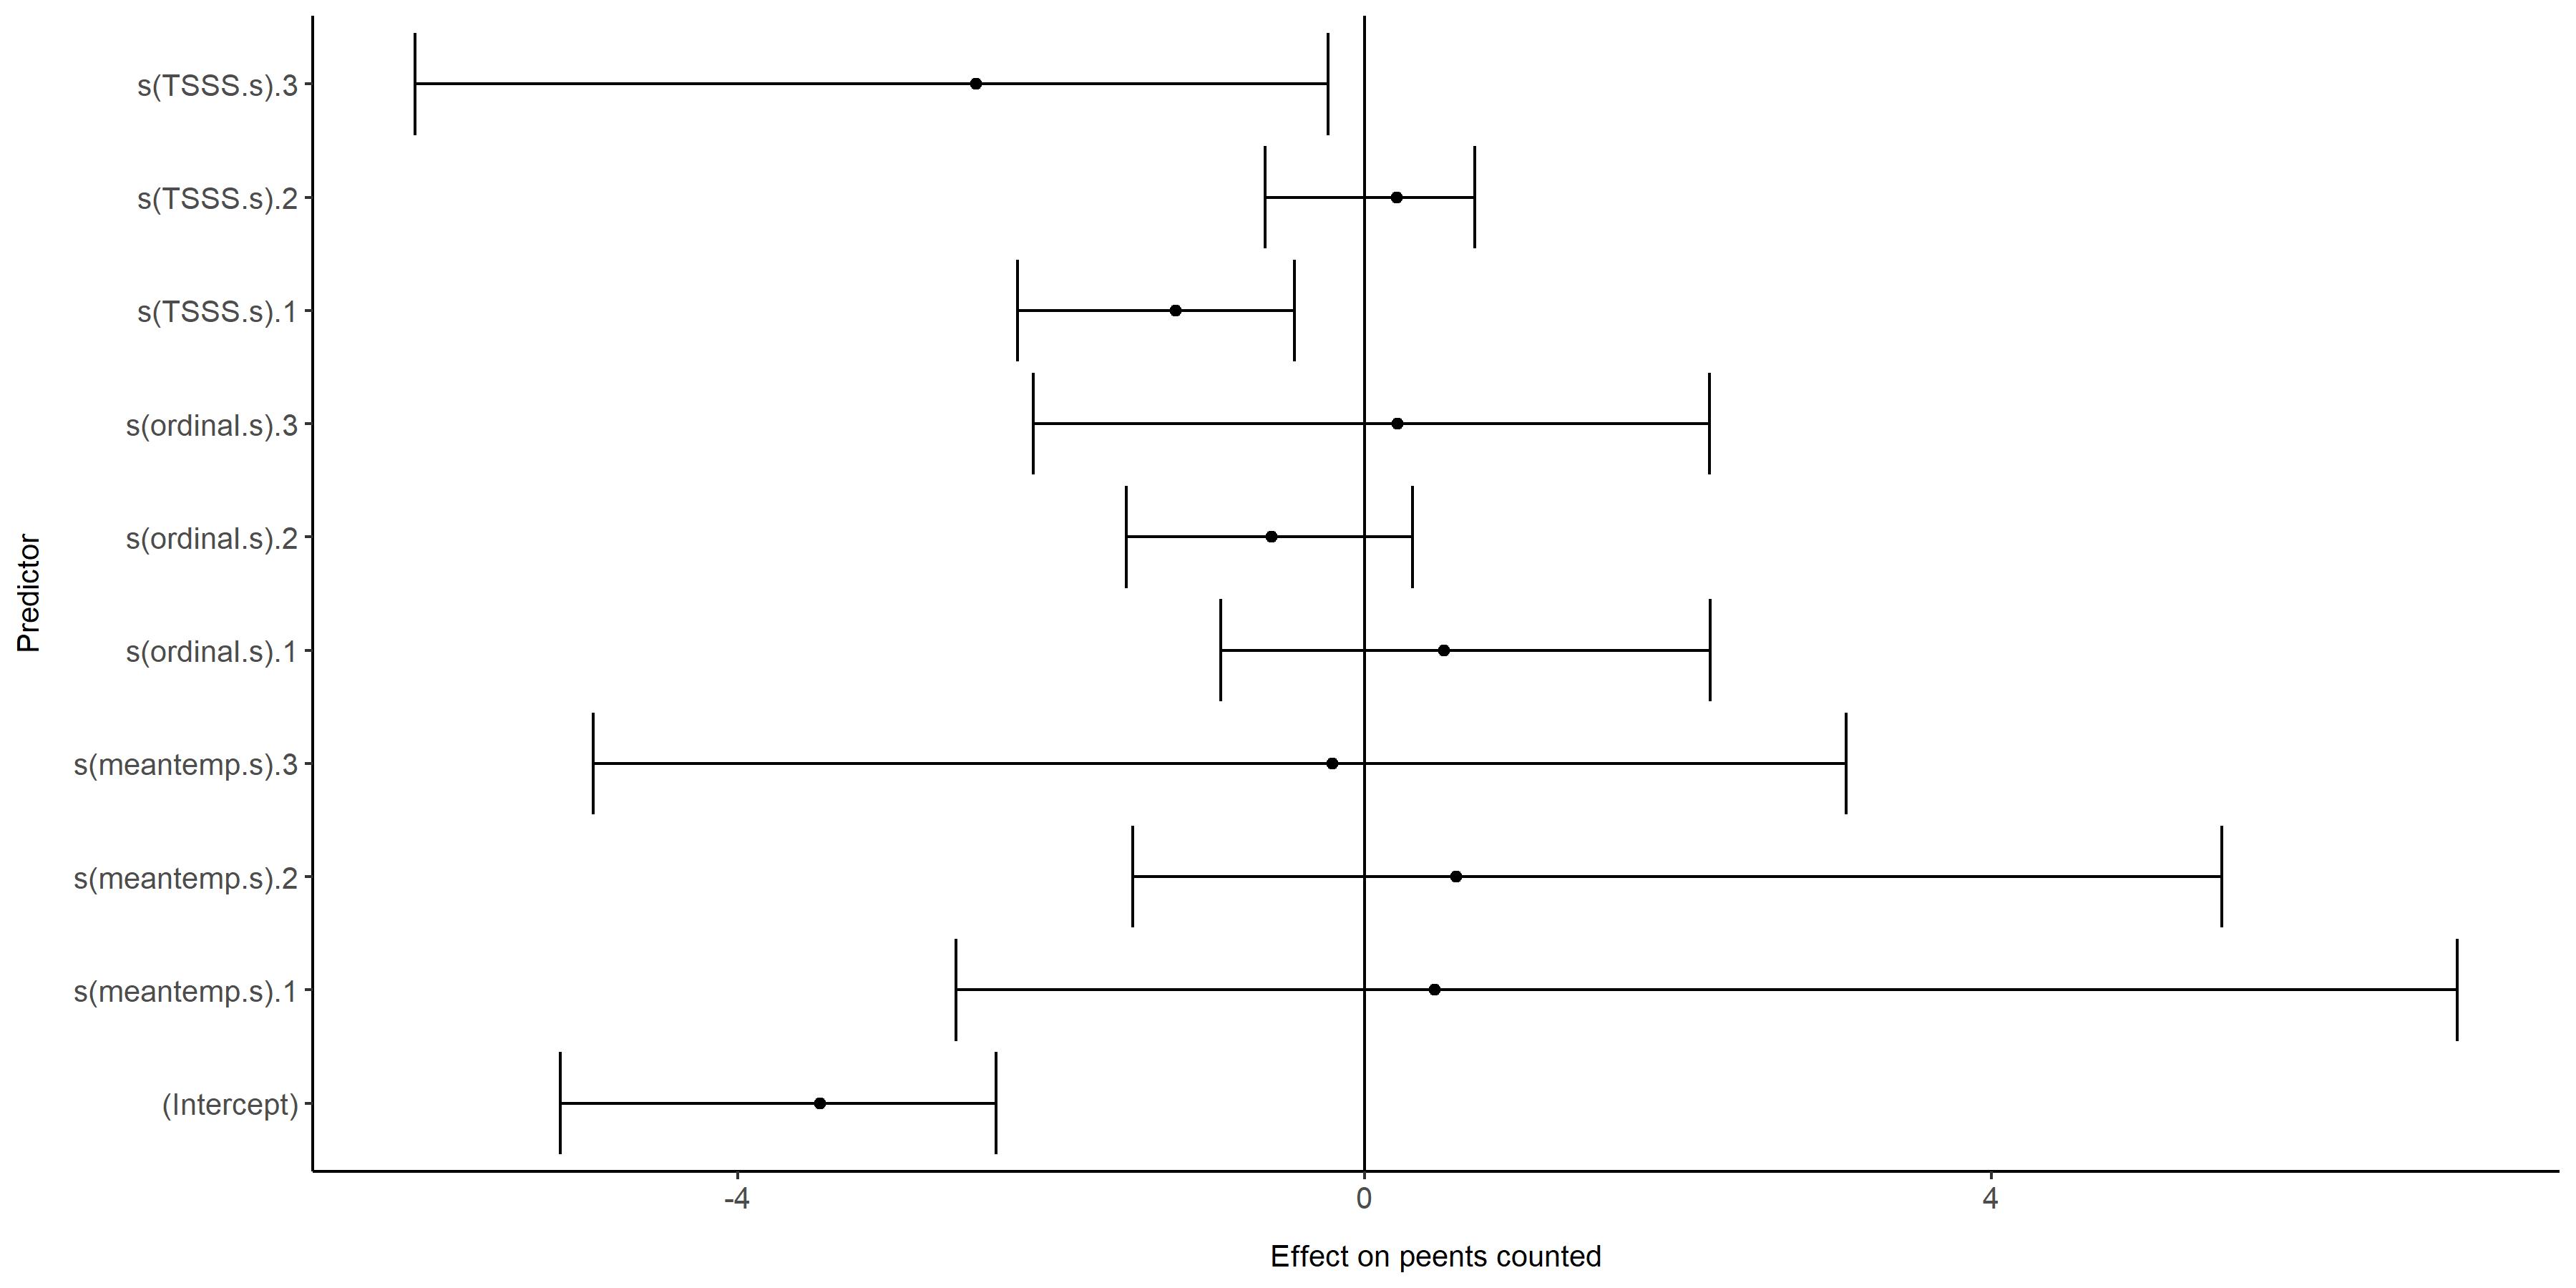 s(TSSS.s).3
s(TSSS.s).2
s(TSSS.s).1
s(ordinal.s).3
s(ordinal.s).2
s(ordinal.s).1
s(meantemp.s).3
s(meantemp.s).2
s(meantemp.s).1
(Intercept)
Predictor
-4 0 4
Effect on peents counted